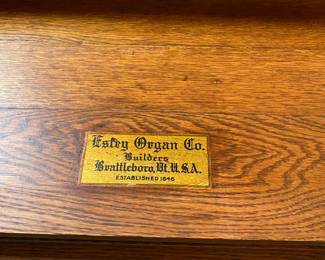 Estey Organ Co.
Builders
Brattleboro, Vt. U.S.A.
ESTABLISHED 1846